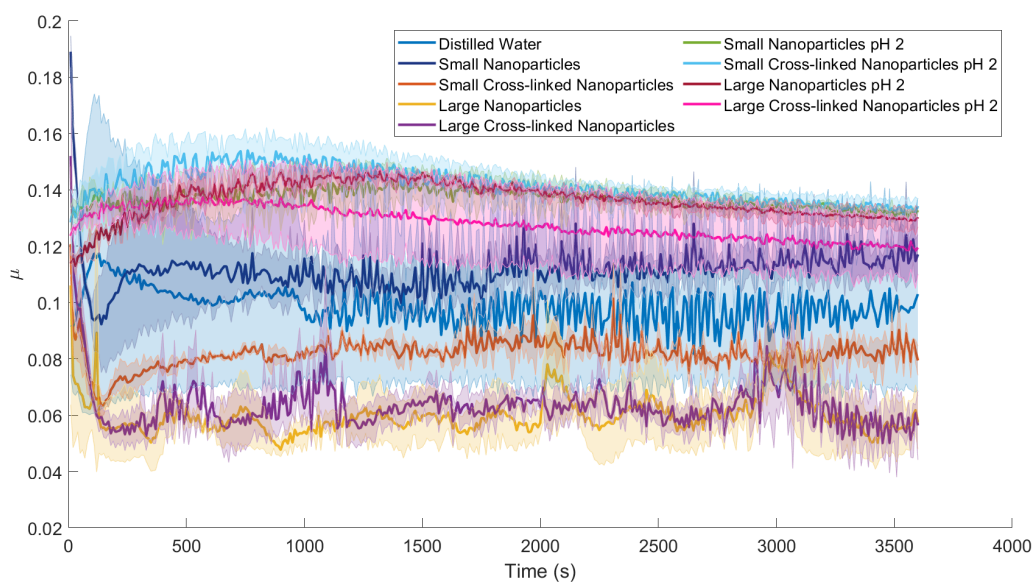 0.2
0.18
0.16
0.14
0.12
0.1
0.08
0.06
0.04
0.02
μ
Distilled Water
Small Nanoparticles
Small Cross-linked Nanoparticles
Large Nanoparticles
Large Cross-linked Nanoparticles
Small Nanoparticles pH 2
Small Cross-linked Nanoparticles pH 2
Large Nanoparticles pH 2
Large Cross-linked Nanoparticles pH 2
0 500 1000 1500 2000 2500 3000 3500 4000
Time (s)